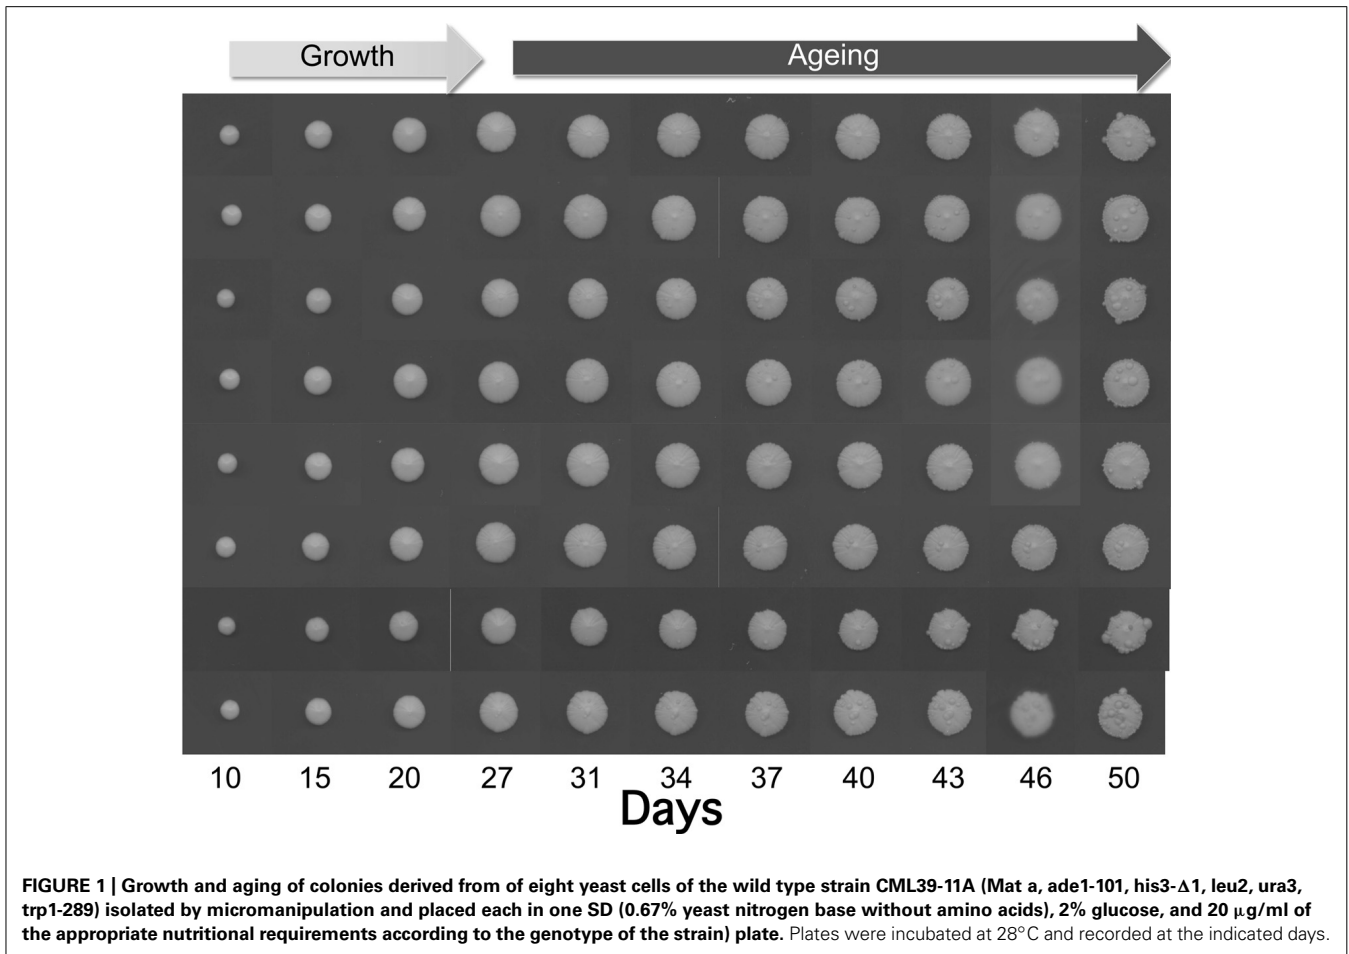 Growth
Ageing
10 15 20 27 31 34 37 40 43 46 50
Days
FIGURE 1 | Growth and aging of colonies derived from of eight yeast cells of the wild type strain CML39-11A (Mat a, ade1-101, his3-Δ1, leu2, ura3,
trp1-289) isolated by micromanipulation and placed each in one SD (0.67% yeast nitrogen base without amino acids), 2% glucose, and 20 μg/ml of
the appropriate nutritional requirements according to the genotype of the strain) plate. Plates were incubated at 28°C and recorded at the indicated days.